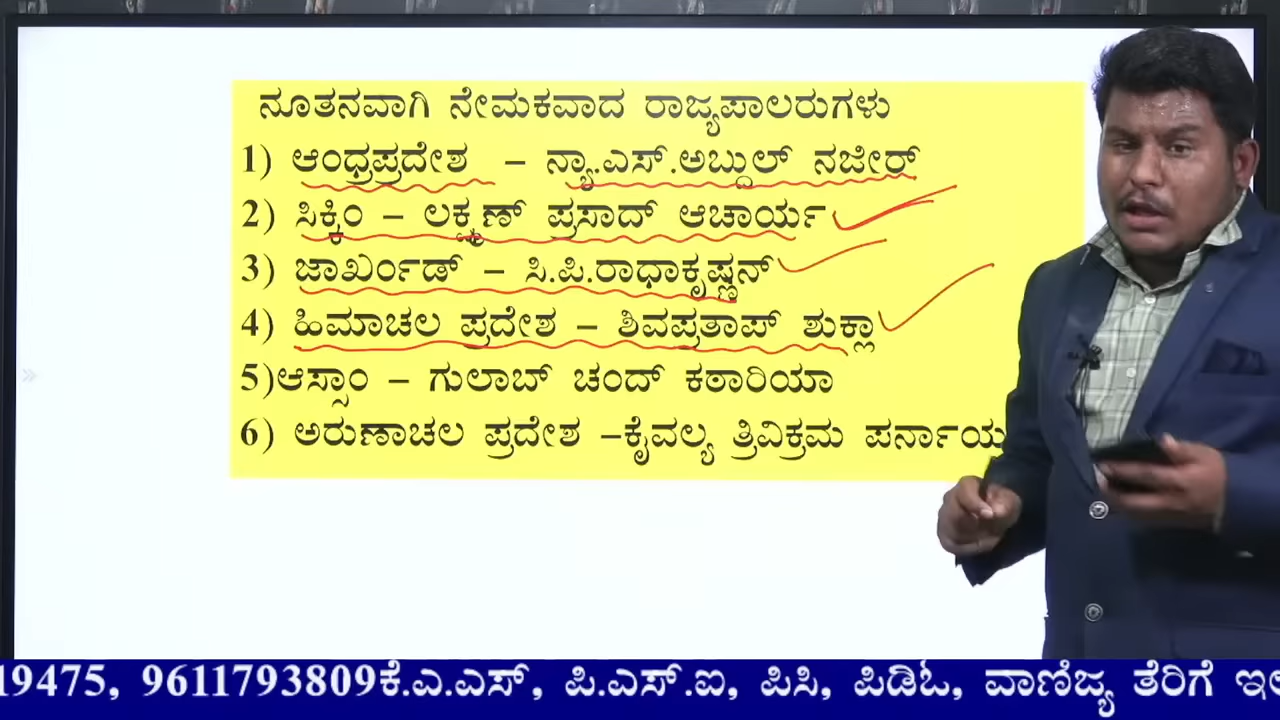 ನೂತನವಾಗಿ ನೇಮಕವಾದ ರಾಜ್ಯಪಾಲರುಗಳು
1) ಆಂಧ್ರಪ್ರದೇಶ – ನ್ಯಾ.ಎಸ್.ಅಬ್ದುಲ್ ನಜೀರ್
2) ಸಿಕ್ಕಿಂ – ಲಕ್ಷ್ಮಣ್ ಪ್ರಸಾದ್ ಆಚಾರ್ಯ
3) ಜಾರ್ಖಂಡ್ – ಸಿ.ಪಿ.ರಾಧಾಕೃಷ್ಣನ್
4) ಹಿಮಾಚಲ ಪ್ರದೇಶ – ಶಿವಪ್ರತಾಪ್ ಶುಕ್ಲಾ
5)ಆಸ್ಸಾಂ – ಗುಲಾಬ್ ಚಂದ್ ಕಠಾರಿಯಾ
6) ಅರುಣಾಚಲ ಪ್ರದೇಶ –ಕೈವಲ್ಯ ತ್ರಿವಿಕ್ರಮ ಪರ್ನಾಯ
19475, 9611793809ಕೆ.ಎ.ಎಸ್, ಪಿ.ಎಸ್.ಐ, ಪಿಸಿ, ಪಿಡಿಓ, ವಾಣಿಜ್ಯ ತೆರಿಗೆ